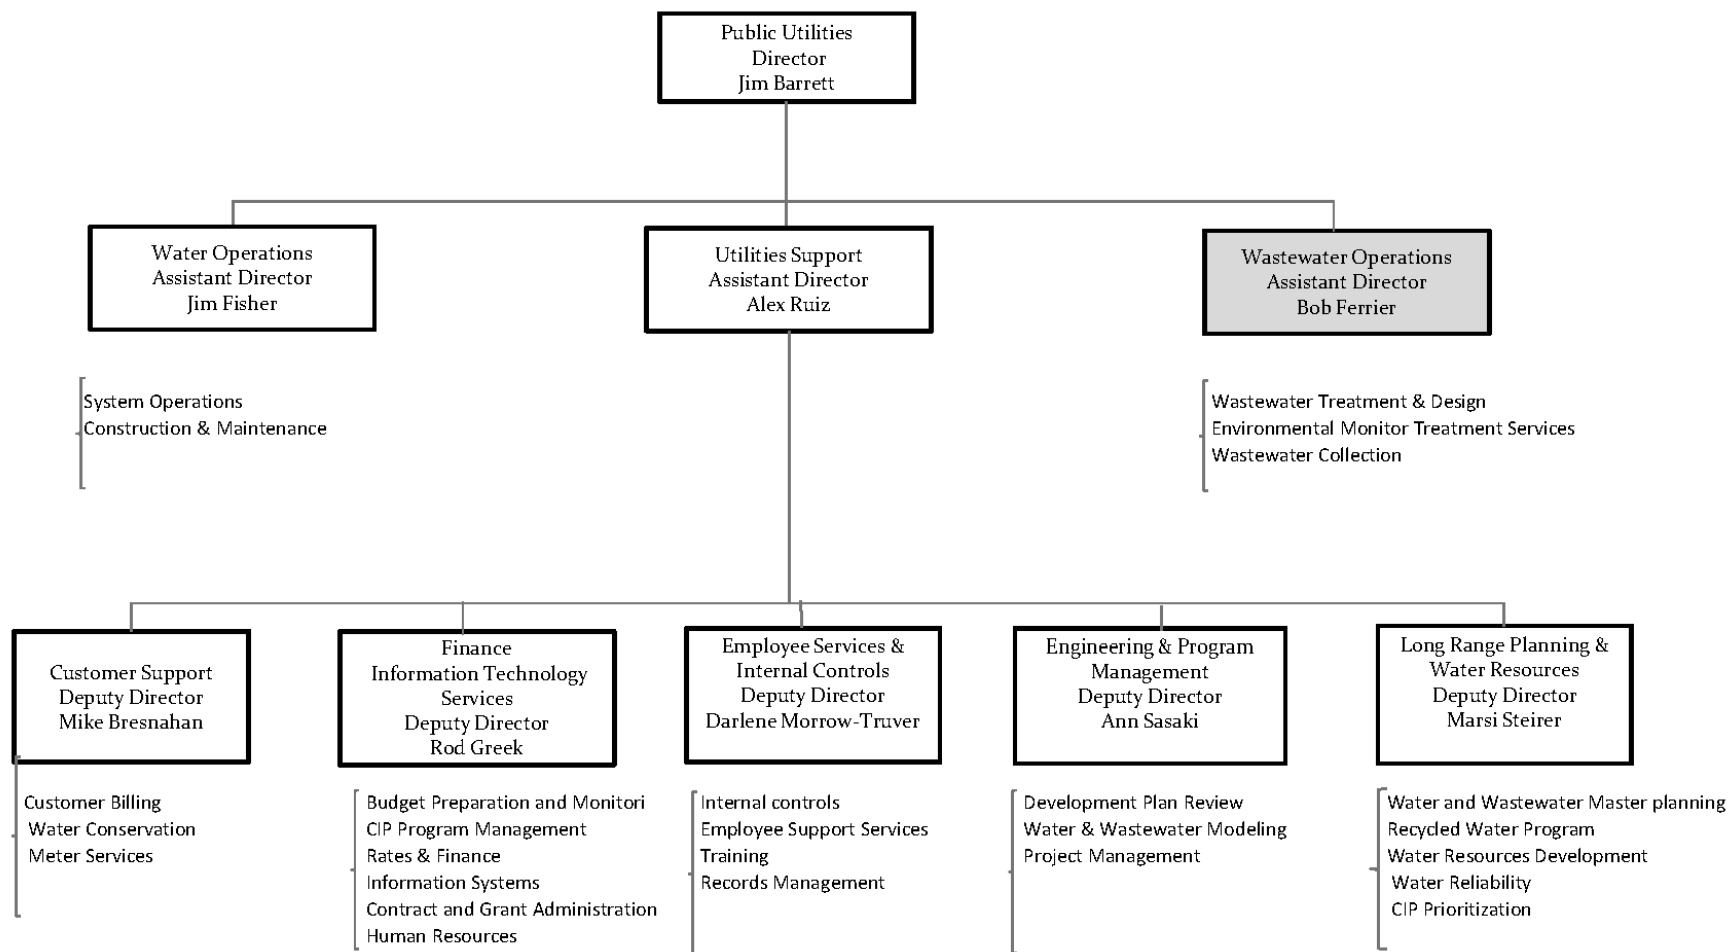 Public Utilities
Director
Jim Barrett
Water Operations
Assistant Director
Jim Fisher
Utilities Support
Assistant Director
Alex Ruiz
Wastewater Operations
Assistant Director
Bob Ferrier
System Operations
Construction & Maintenance
Wastewater Treatment & Design
Environmental Monitor Treatment Services
Wastewater Collection
Customer Support
Deputy Director
Mike Bresnahan
Finance
Information Technology
Services
Deputy Director
Rod Greek
Employee Services &
Internal Controls
Deputy Director
Darlene Morrow-Truver
Engineering & Program
Management
Deputy Director
Ann Sasaki
Long Range Planning &
Water Resources
Deputy Director
Marsi Steirer
Customer Billing
Water Conservation
Meter Services
Budget Preparation and Monitori
CIP Program Management
Rates & Finance
Information Systems
Contract and Grant Administration
Human Resources
Internal controls
Employee Support Services
Training
Records Management
Development Plan Review
Water & Wastewater Modeling
Project Management
Water and Wastewater Master planning
Recycled Water Program
Water Resources Development
Water Reliability
CIP Prioritization